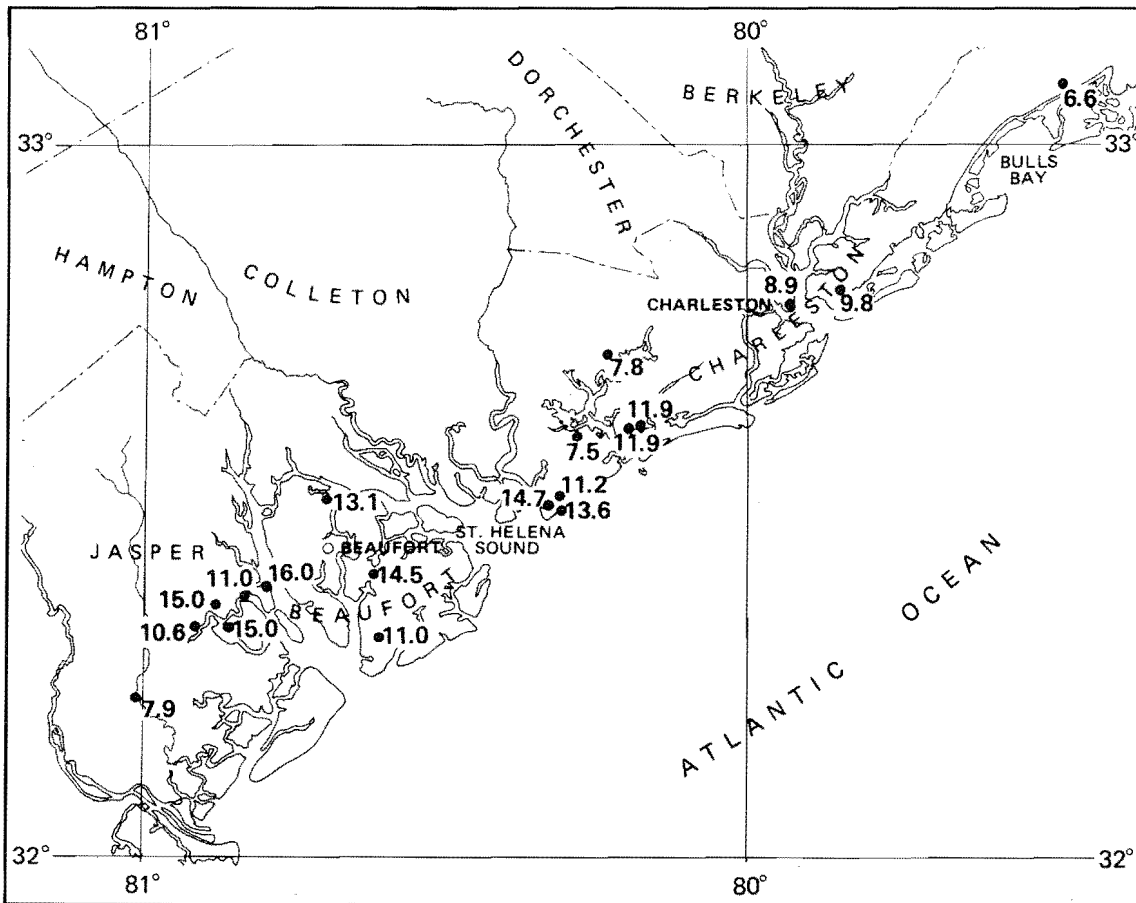 81°
80°
DORCHESTER
BERKELEY
6.6
33°
33°
BULLS
BAY
HAMPTON
COLLETON
8.9
CHARLESTON
9.8
CHARLESTON
7.8
11.9
11.9
7.5
11.2
14.7
13.6
13.1
ST. HELENA
SOUND
JASPER
BEAUFORT
14.5
16.0
11.0
BEAUFORT
15.0
10.6
15.0
11.0
OCEAN
ATLANTIC
7.9
32°
32°
81°
80°